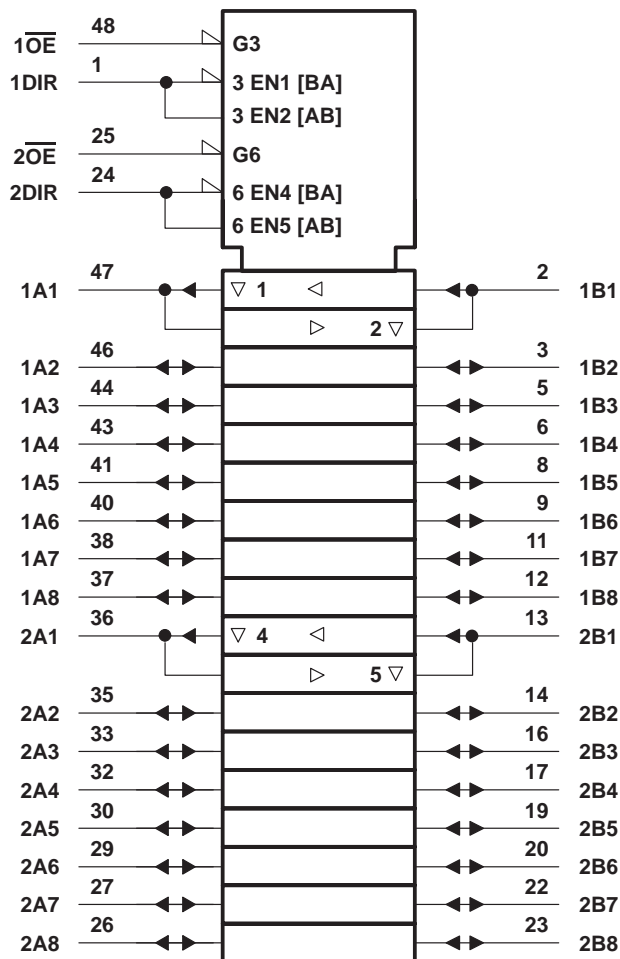 48
1OE G3
1
1DIR 3 EN1 [BA]
3 EN2 [AB]
25
2OE G6
24
2DIR 6 EN4 [BA]
6 EN5 [AB]
47 2
1A1 ▽ 1 ◁ 1B1
▷ 2 ▽
46 3
1A2 1B2
44 5
1A3 1B3
43 6
1A4 1B4
41 8
1A5 1B5
40 9
1A6 1B6
38 11
1A7 1B7
37 12
1A8 1B8
36 13
2A1 ▽ 4 ◁ 2B1
▷ 5 ▽
35 14
2A2 2B2
33 16
2A3 2B3
32 17
2A4 2B4
30 19
2A5 2B5
29 20
2A6 2B6
27 22
2A7 2B7
26 23
2A8 2B8